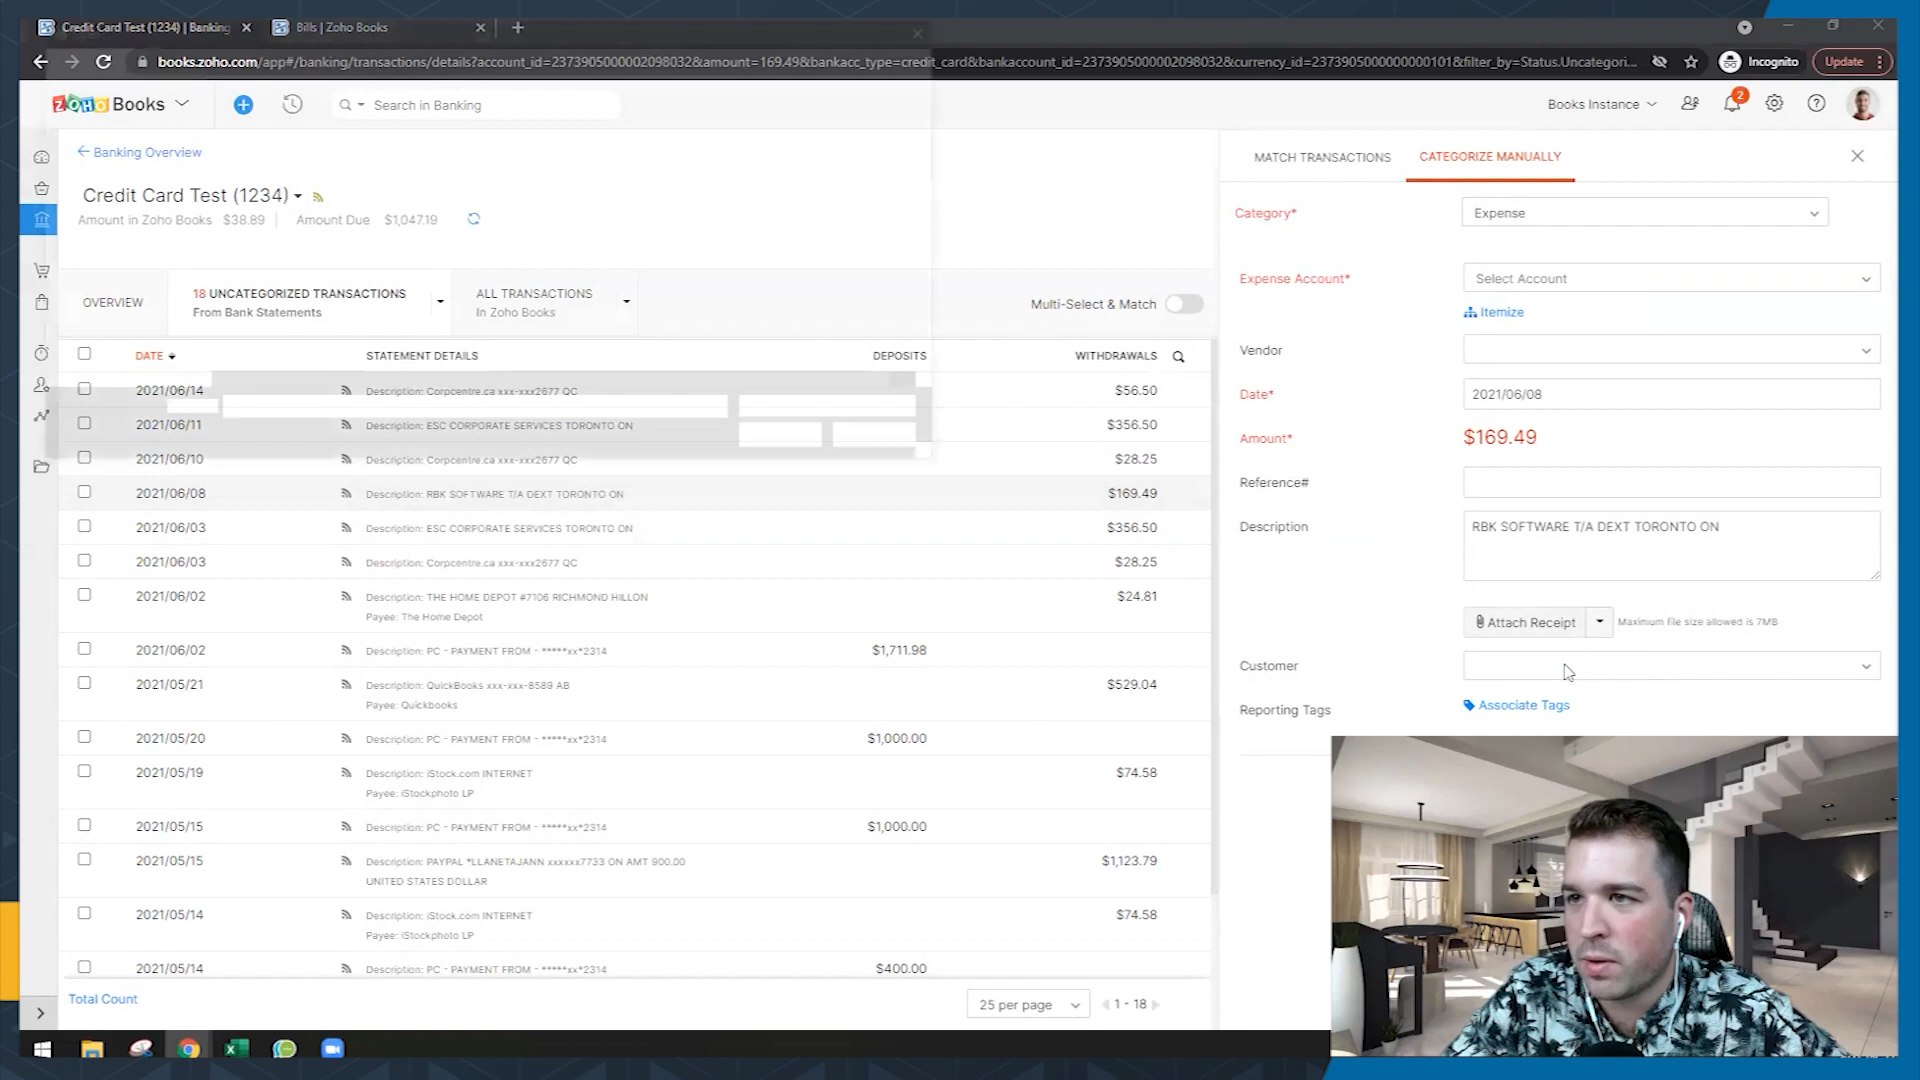 Credit Card Test (1234) | Banking
Bills | Zoho Books
books.zoho.com/app#/banking/transactions/details?account_id=2373905000002098032&amount=169.49&bankacc_type=credit_card&bankaccount_id=2373905000002098032&currency_id=2373905000000000101&filter_by=Status.Uncategori...
Incognito
Update
ZOHO Books
Search in Banking
Books Instance
2
Banking Overview
Credit Card Test (1234)
Amount in Zoho Books $38.89 Amount Due $1,047.19
OVERVIEW
18 UNCATEGORIZED TRANSACTIONS
From Bank Statements
ALL TRANSACTIONS
In Zoho Books
Multi-Select & Match
DATE STATEMENT DETAILS DEPOSITS WITHDRAWALS
2021/06/14 Description: Corpcentre.ca xxx-xxx2677 QC $56.50
2021/06/11 Description: ESC CORPORATE SERVICES TORONTO ON $356.50
2021/06/10 Description: Corpcentre.ca xxx-xxx2677 QC $28.25
2021/06/08 Description: RBK SOFTWARE T/A DEXT TORONTO ON $169.49
2021/06/03 Description: ESC CORPORATE SERVICES TORONTO ON $356.50
2021/06/03 Description: Corpcentre.ca xxx-xxx2677 QC $28.25
2021/06/02 Description: THE HOME DEPOT #7106 RICHMOND HILLON $24.81
Payee: The Home Depot
2021/06/02 Description: PC - PAYMENT FROM - *****xx*2314 $1,711.98
2021/05/21 Description: QuickBooks xxx-xxx-8589 AB $529.04
Payee: Quickbooks
2021/05/20 Description: PC - PAYMENT FROM - *****xx*2314 $1,000.00
2021/05/19 Description: iStock.com INTERNET $74.58
Payee: iStockphoto LP
2021/05/15 Description: PC - PAYMENT FROM - *****xx*2314 $1,000.00
2021/05/15 Description: PAYPAL *LLANETAJANN xxxxxx7733 ON AMT 900.00 $1,123.79
UNITED STATES DOLLAR
2021/05/14 Description: iStock.com INTERNET $74.58
Payee: iStockphoto LP
2021/05/14 Description: PC - PAYMENT FROM - *****xx*2314 $400.00
Total Count
25 per page
1 - 18
MATCH TRANSACTIONS
CATEGORIZE MANUALLY
Category* Expense
Expense Account* Select Account
Itemize
Vendor
Date* 2021/06/08
Amount* $169.49
Reference#
Description RBK SOFTWARE T/A DEXT TORONTO ON
Attach Receipt
Maximum file size allowed is 7MB
Customer
Reporting Tags Associate Tags